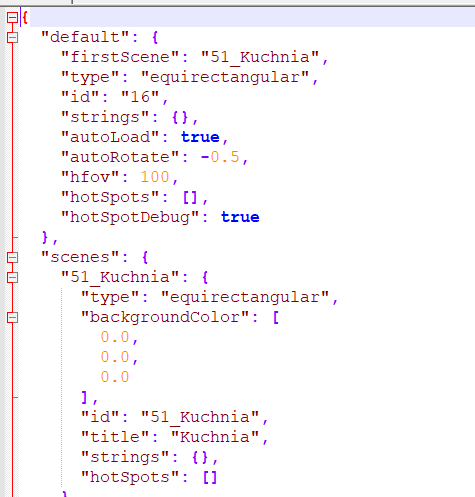 {
  "default": {
    "firstScene": "51_Kuchnia",
    "type": "equirectangular",
    "id": "16",
    "strings": {},
    "autoLoad": true,
    "autoRotate": -0.5,
    "hfov": 100,
    "hotSpots": [],
    "hotSpotDebug": true
  },
  "scenes": {
    "51_Kuchnia": {
      "type": "equirectangular",
      "backgroundColor": [
        0.0,
        0.0,
        0.0
      ],
      "id": "51_Kuchnia",
      "title": "Kuchnia",
      "strings": {},
      "hotSpots": []